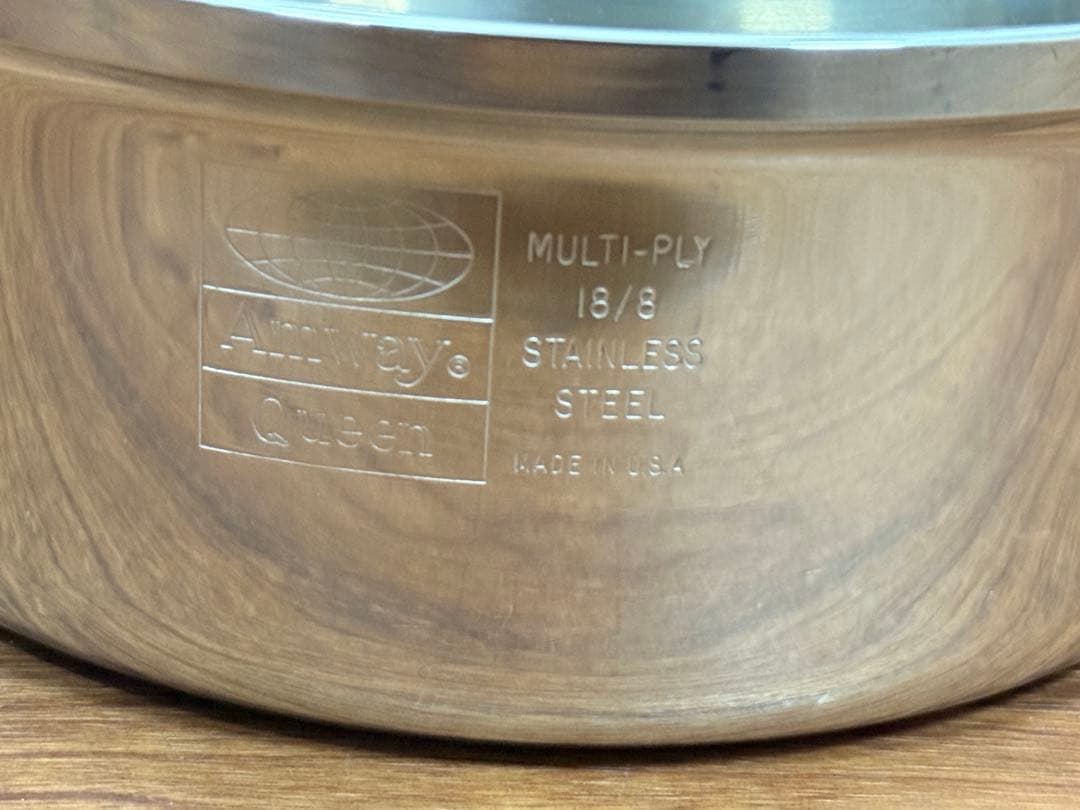 Amway®
Queen
MULTI-PLY
18/8
STAINLESS
STEEL
MADE IN U.S.A